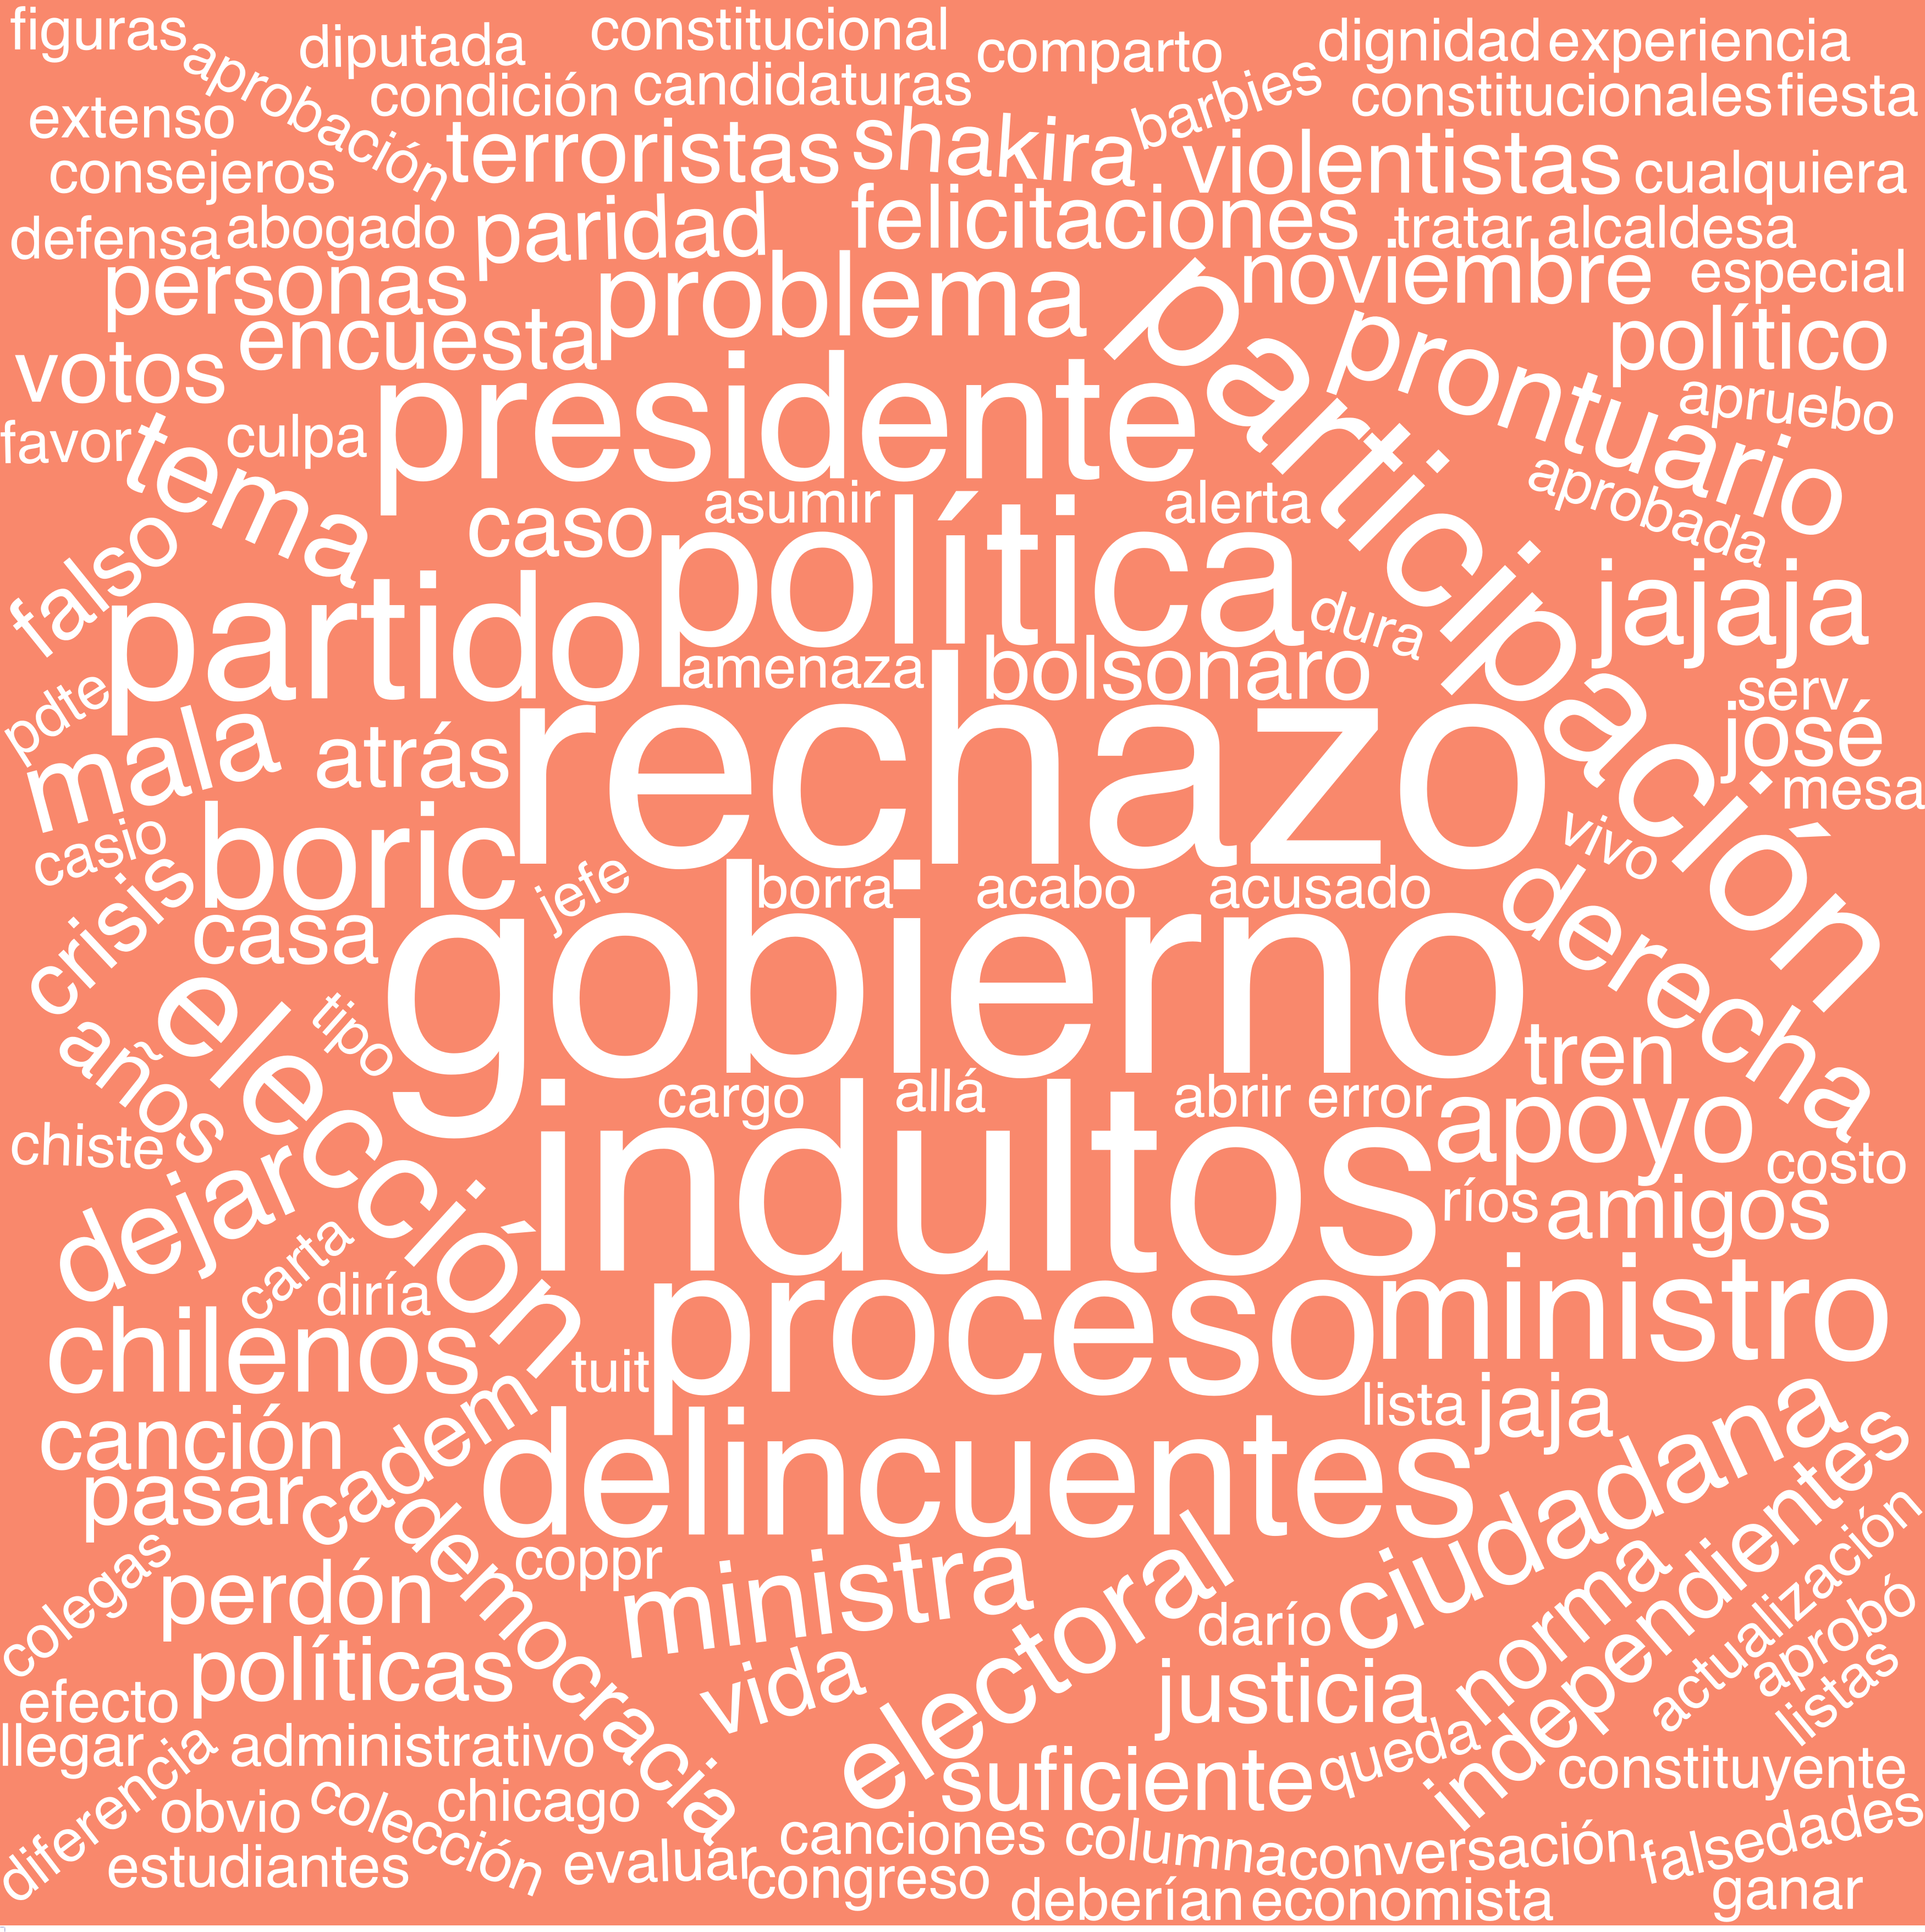 figuras
diputada
constitucional
comparto
dignidad
experiencia
aprobación
condición
candidaturas
barbies
constitucionales
fiesta
extenso
terroristas
shakira
violentistas
cualquiera
consejeros
defensa
abogado
paridad
felicitaciones
tratar
alcaldesa
personas
problema
participación
noviembre
especial
votos
encuesta
prontuario
político
apruebo
favor
tema
culpa
presidente
aprobada
falso
caso
asumir
alerta
partido
política
dura
jajaja
pdte
amenaza
bolsonaro
serv
josé
mala
atrás
rechazo
mesa
casio
boric
vivo
crisis
casa
jefe
borra
acabo
acusado
derecha
elección
gobierno
años
tipo
tren
cargo
allá
abrir
error
apoyo
chiste
indultos
costo
dejar
ríos
amigos
carta
diría
chilenos
proceso
ministro
tuit
lista
jaja
canción
cadem
delincuentes
ciudadana
pasar
independientes
colegas
perdón
democracia
coppr
ministra
electoral
darío
norma
actualización
aprobó
efecto
políticas
vida
justicia
listas
llegar
administrativo
suficiente
queda
constituyente
diferencia
obvio
colección
chicago
canciones
columna
conversación
falsedades
estudiantes
evaluar
congreso
deberían
economista
ganar